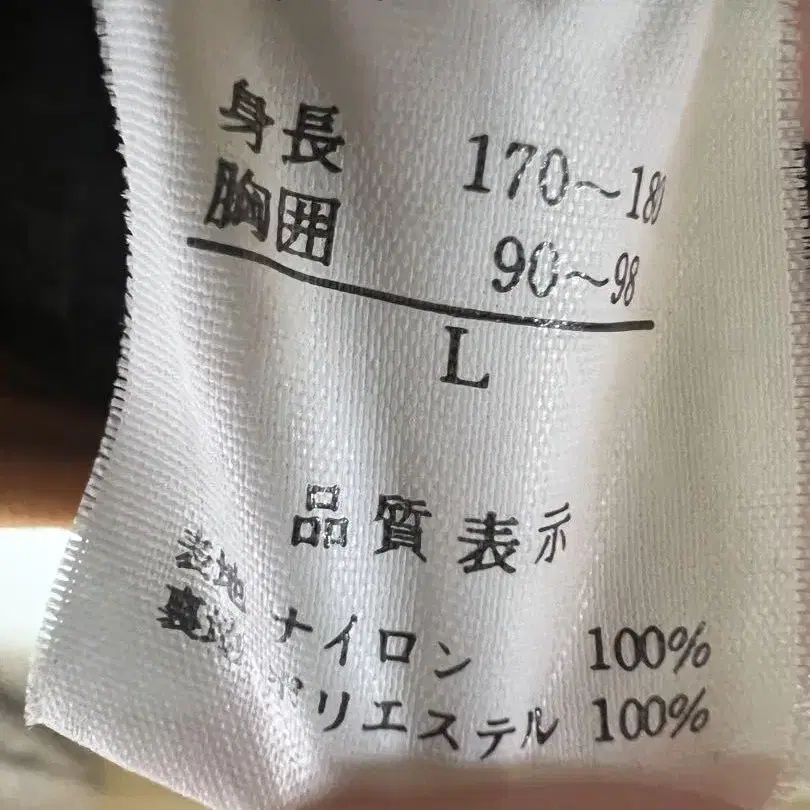 身長 170～180
胸囲 90～98
L
品質表示
表地 ナイロン 100%
裏地 ポリエステル 100%